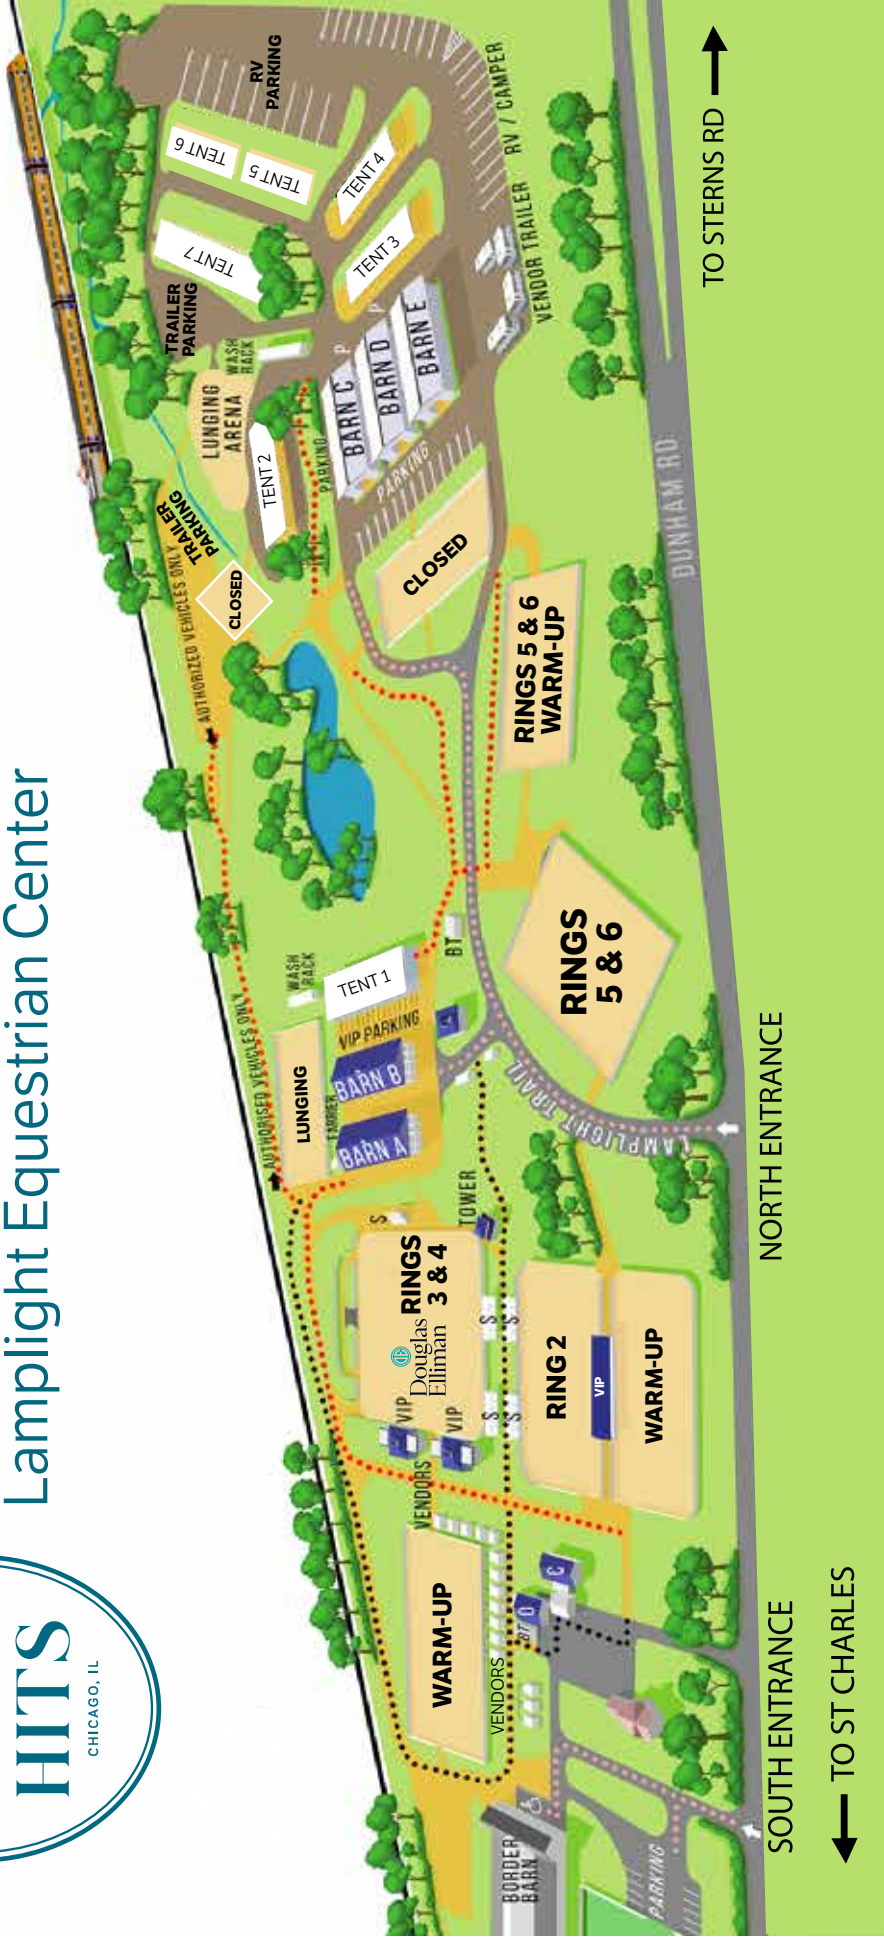 Lamplight Equestrian Center
HITS
CHICAGO, IL
RV
PARKING
TENT 6
TENT 5
TENT 4
TENT 7
TENT 3
RV / CAMPER
VENDOR TRAILER
TO STERNS RD
TRAILER
PARKING
WASH
RACK
P
P
LUNGING
ARENA
TENT 2
PARKING
BARN C
BARN D
BARN E
PARKING
TRAILER
PARKING
CLOSED
CLOSED
AUTHORIZED VEHICLES ONLY
DUNHAM RD
RINGS 5 & 6
WARM-UP
RINGS
5 & 6
BT
WASH
RACK
TENT 1
VIP PARKING
A
AUTHORISED VEHICLES ONLY
LUNGING
FARRIER
BARN B
BARN A
LAMPLIGHT TRAIL
NORTH ENTRANCE
S
TOWER
RINGS
3 & 4
Douglas
Elliman
S
S
S
S
VIP
VIP
RING 2
VIP
WARM-UP
VENDORS
WARM-UP
VENDORS
C
D
BT
BORDER
BARN
PARKING
SOUTH ENTRANCE
TO ST CHARLES